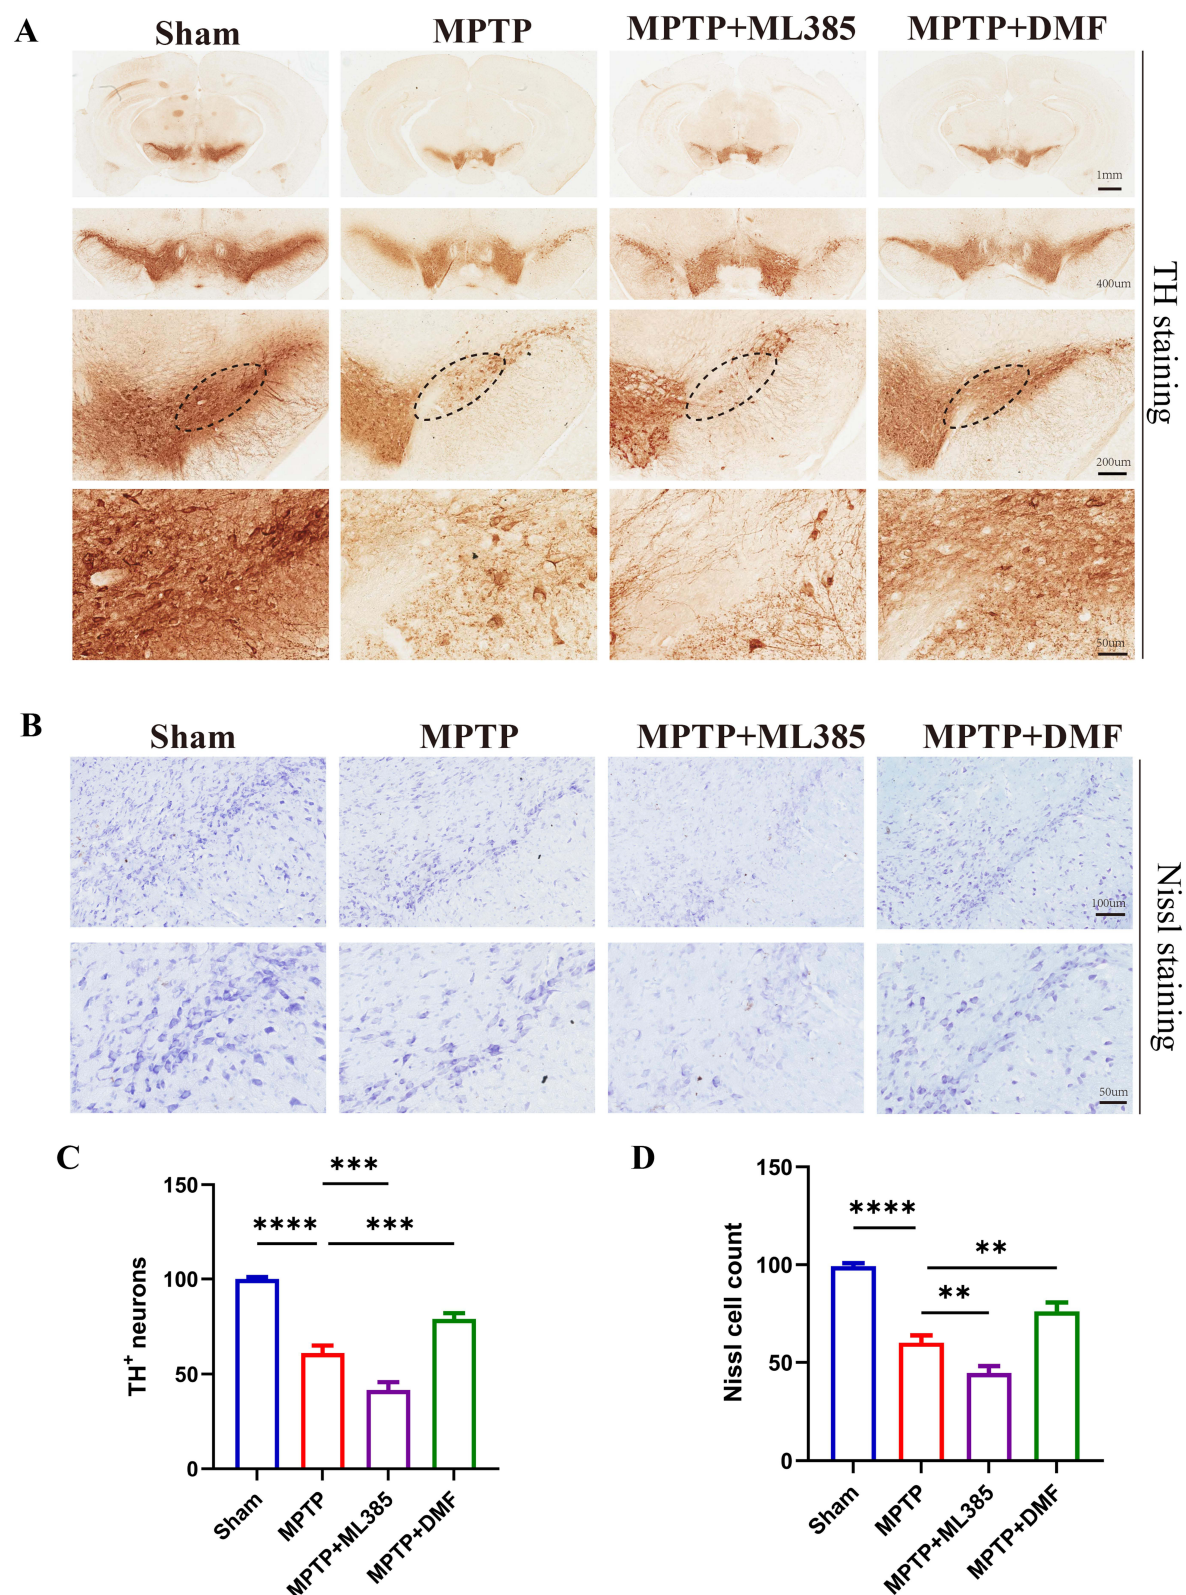 A
Sham MPTP MPTP+ML385 MPTP+DMF
1mm
400um
200um
50um
TH staining
B
Sham MPTP MPTP+ML385 MPTP+DMF
100um
50um
Nissl staining
C
TH⁺ neurons
150
100
50
0
****
***
***
Sham
MPTP
MPTP+ML385
MPTP+DMF
D
Nissl cell count
150
100
50
0
****
**
**
Sham
MPTP
MPTP+ML385
MPTP+DMF